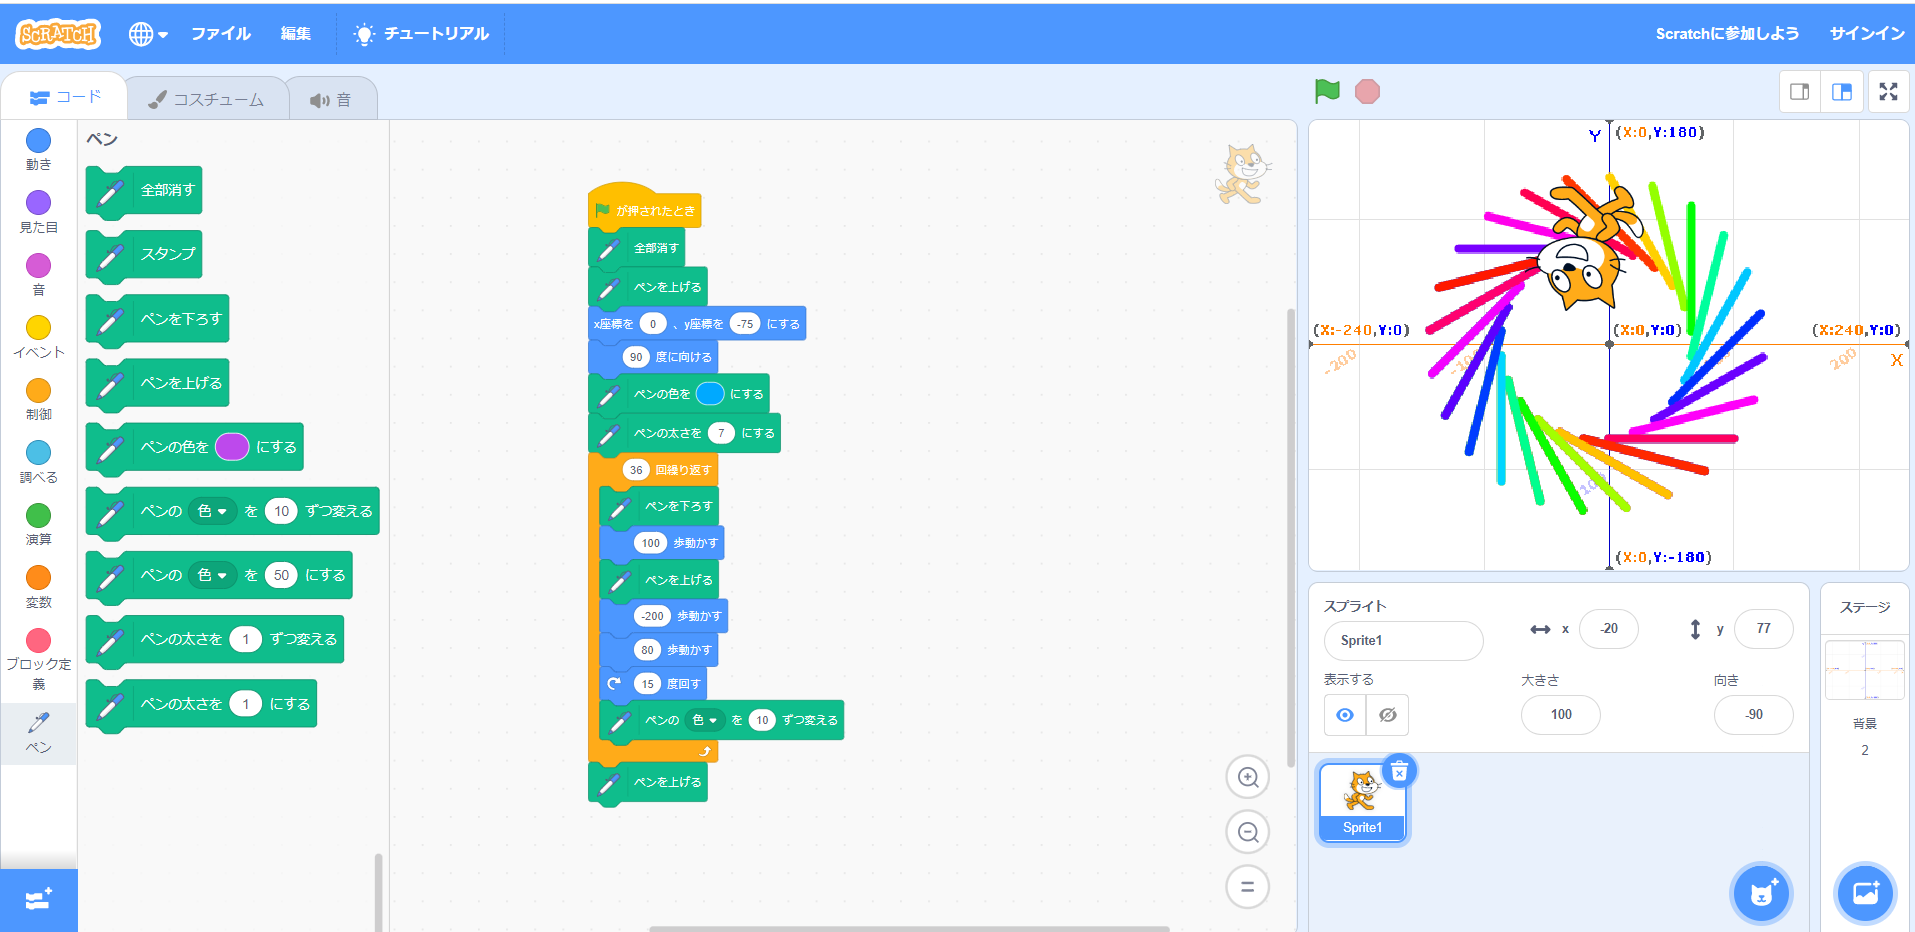 SCRATCH
ファイル
編集
チュートリアル
Scratchに参加しよう
サインイン
コード
コスチューム
音
動き
見た目
音
イベント
制御
調べる
演算
変数
ブロック定
義
ペン
ペン
全部消す
スタンプ
ペンを下ろす
ペンを上げる
ペンの色を にする
ペンの 色 を 10 ずつ変える
ペンの 色 を 50 にする
ペンの太さを 1 ずつ変える
ペンの太さを 1 にする
が押されたとき
全部消す
ペンを上げる
x座標を 0 、y座標を -75 にする
90 度に向ける
ペンの色を にする
ペンの太さを 7 にする
36 回繰り返す
ペンを下ろす
100 歩動かす
ペンを上げる
-200 歩動かす
80 歩動かす
15 度回す
ペンの 色 を 10 ずつ変える
ペンを上げる
Y (X:0,Y:180)
(X:-240,Y:0)
(X:0,Y:0)
(X:240,Y:0)
-200
200
X
(X:0,Y:-180)
スプライト
Sprite1
x -20
y 77
表示する
大きさ
100
向き
-90
Sprite1
ステージ
背景
2